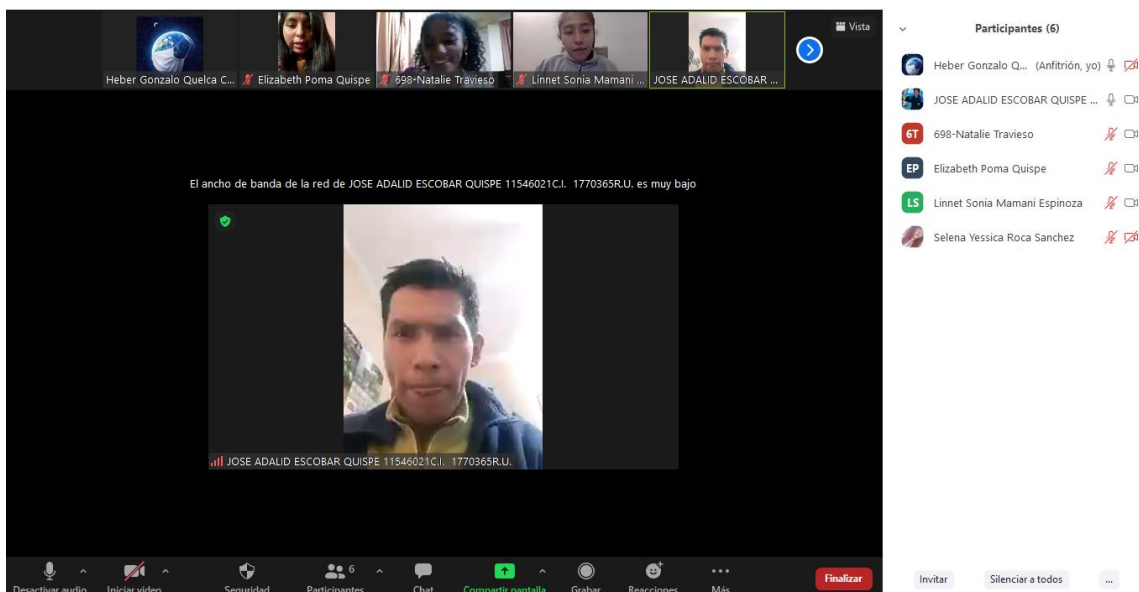 Heber Gonzalo Quelca C...
Elizabeth Poma Quispe
698-Natalie Travieso
Linnet Sonia Mamani ...
JOSE ADALID ESCOBAR ...
Vista
El ancho de banda de la red de JOSE ADALID ESCOBAR QUISPE 11546021C.I. 1770365R.U. es muy bajo
JOSE ADALID ESCOBAR QUISPE 11546021C.I. 1770365R.U.
Desactivar audio
Iniciar video
Seguridad
6
Participantes
Chat
Compartir pantalla
Grabar
Reacciones
Más
Finalizar
Participantes (6)
Heber Gonzalo Q... (Anfitrión, yo)
JOSE ADALID ESCOBAR QUISPE ...
6T 698-Natalie Travieso
EP Elizabeth Poma Quispe
LS Linnet Sonia Mamani Espinoza
Selena Yessica Roca Sanchez
Invitar
Silenciar a todos
...